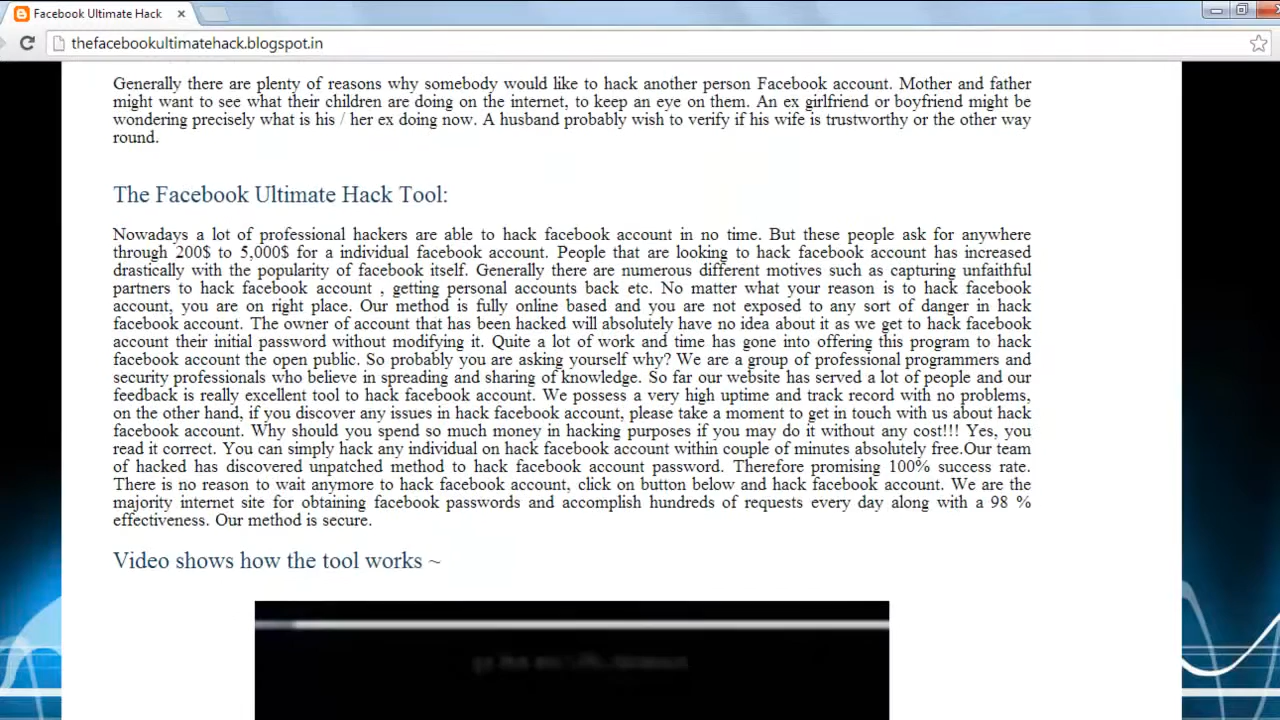 Facebook Ultimate Hack
thefacebookultimatehack.blogspot.in
Generally there are plenty of reasons why somebody would like to hack another person Facebook account. Mother and father
might want to see what their children are doing on the internet, to keep an eye on them. An ex girlfriend or boyfriend might be
wondering precisely what is his / her ex doing now. A husband probably wish to verify if his wife is trustworthy or the other way
round.
The Facebook Ultimate Hack Tool:
Nowadays a lot of professional hackers are able to hack facebook account in no time. But these people ask for anywhere
through 200$ to 5,000$ for a individual facebook account. People that are looking to hack facebook account has increased
drastically with the popularity of facebook itself. Generally there are numerous different motives such as capturing unfaithful
partners to hack facebook account , getting personal accounts back etc. No matter what your reason is to hack facebook
account, you are on right place. Our method is fully online based and you are not exposed to any sort of danger in hack
facebook account. The owner of account that has been hacked will absolutely have no idea about it as we get to hack facebook
account their initial password without modifying it. Quite a lot of work and time has gone into offering this program to hack
facebook account the open public. So probably you are asking yourself why? We are a group of professional programmers and
security professionals who believe in spreading and sharing of knowledge. So far our website has served a lot of people and our
feedback is really excellent tool to hack facebook account. We possess a very high uptime and track record with no problems,
on the other hand, if you discover any issues in hack facebook account, please take a moment to get in touch with us about hack
facebook account. Why should you spend so much money in hacking purposes if you may do it without any cost!!! Yes, you
read it correct. You can simply hack any individual on hack facebook account within couple of minutes absolutely free.Our team
of hacked has discovered unpatched method to hack facebook account password. Therefore promising 100% success rate.
There is no reason to wait anymore to hack facebook account, click on button below and hack facebook account. We are the
majority internet site for obtaining facebook passwords and accomplish hundreds of requests every day along with a 98 %
effectiveness. Our method is secure.
Video shows how the tool works ~